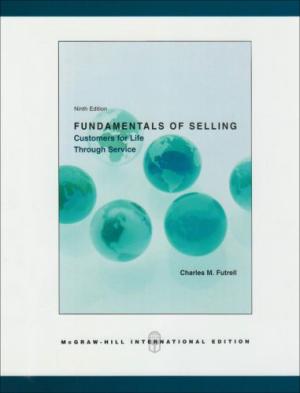 Ninth Edition
FUNDAMENTALS OF SELLING
Customers for Life
Through Service
Charles M. Futrell
McGRAW-HILL INTERNATIONAL EDITION